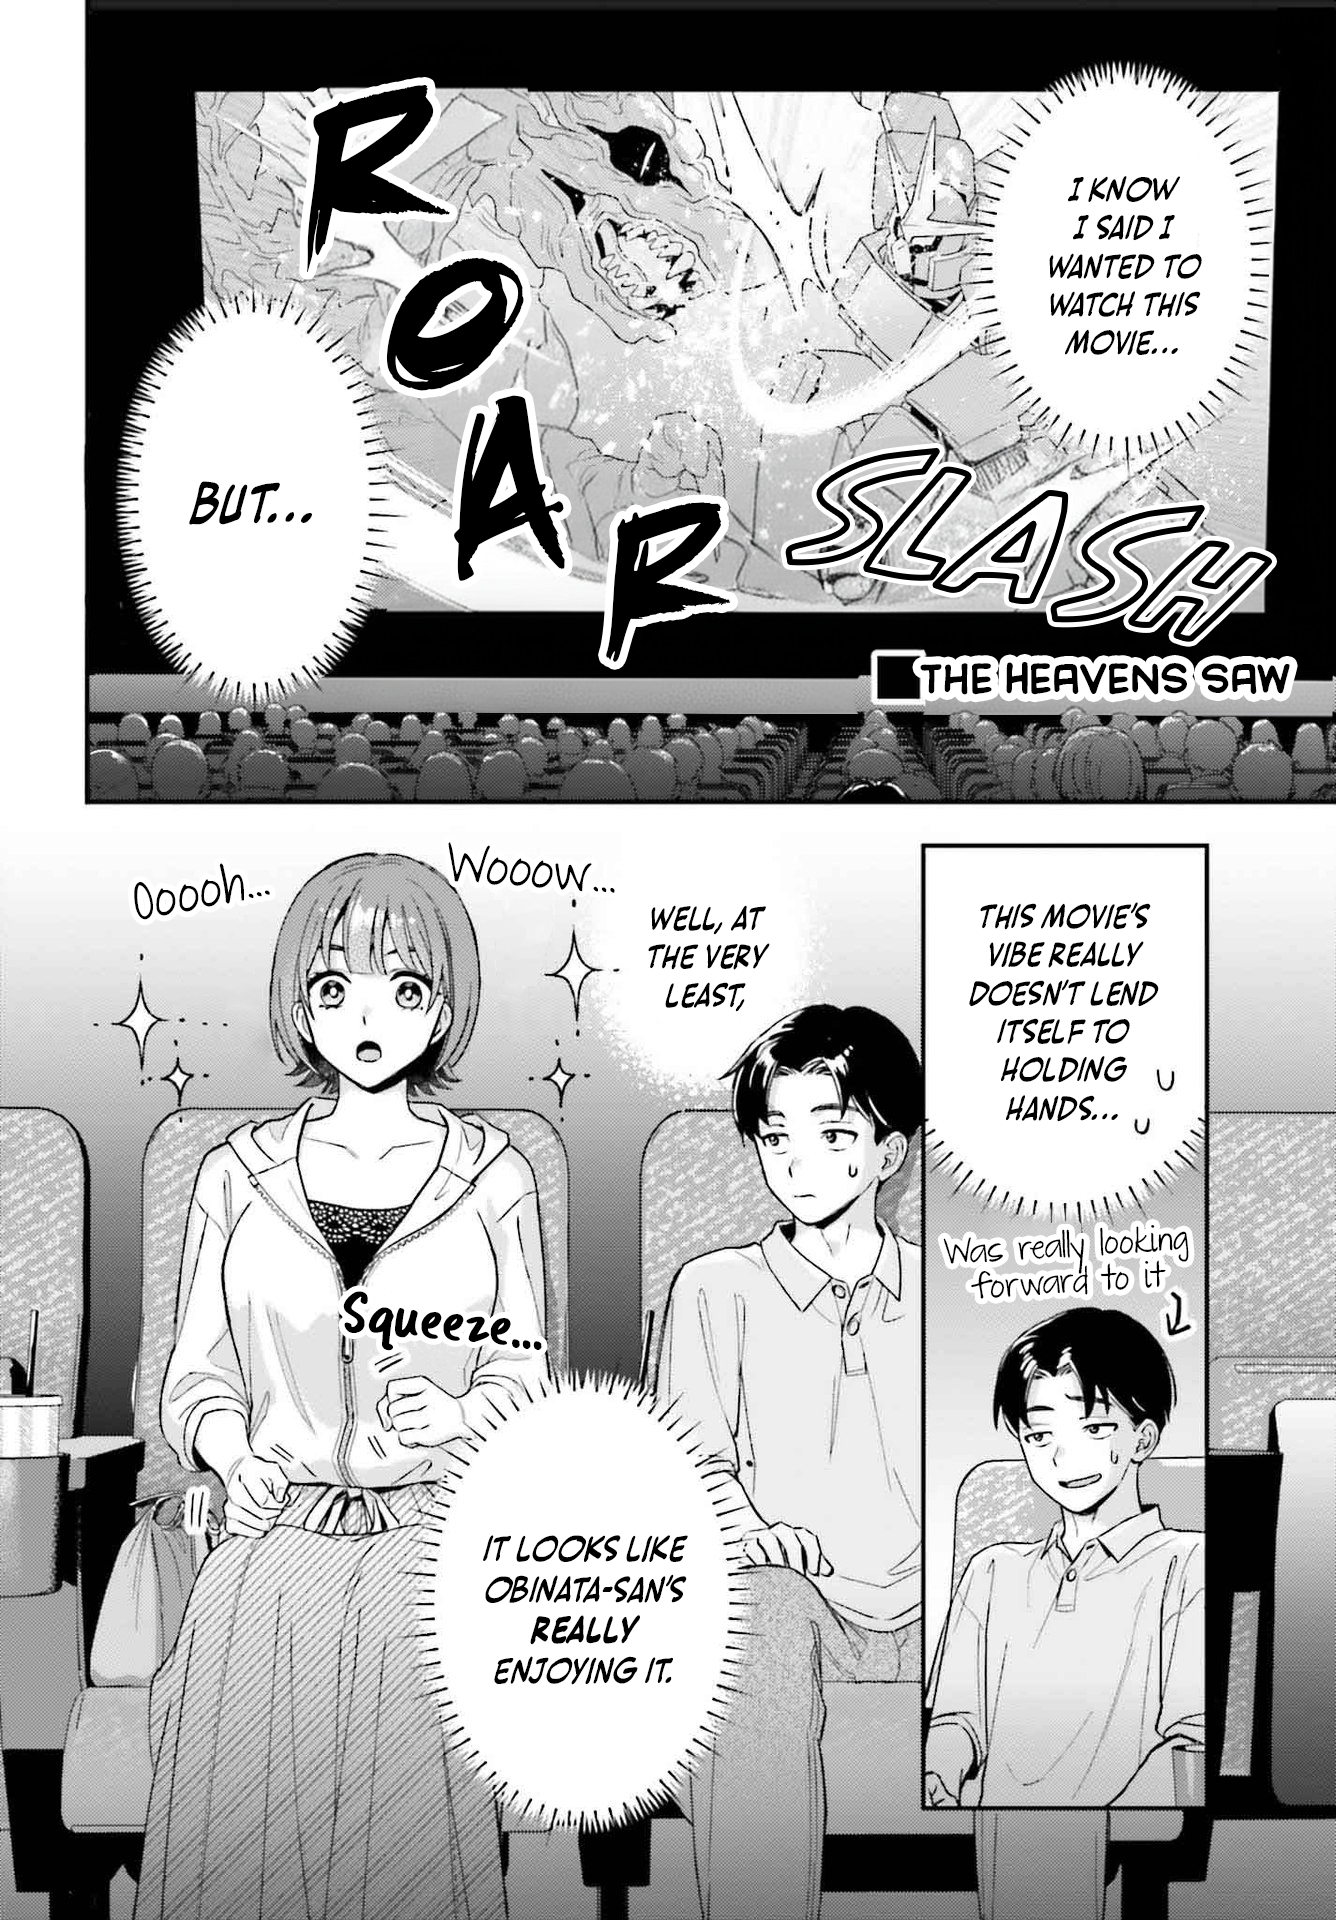 I KNOW
I SAID I
WANTED TO
WATCH THIS
MOVIE...
ROAR
SLASH
BUT...
■THE HEAVENS SAW
THIS MOVIE'S
VIBE REALLY
DOESN'T LEND
ITSELF TO
HOLDING
HANDS...
Was really looking
forward to it
WELL, AT
THE VERY
LEAST,
Wooow...
Ooooh...
Squeeze...
IT LOOKS LIKE
OBINATA-SAN'S
REALLY
ENJOYING IT.